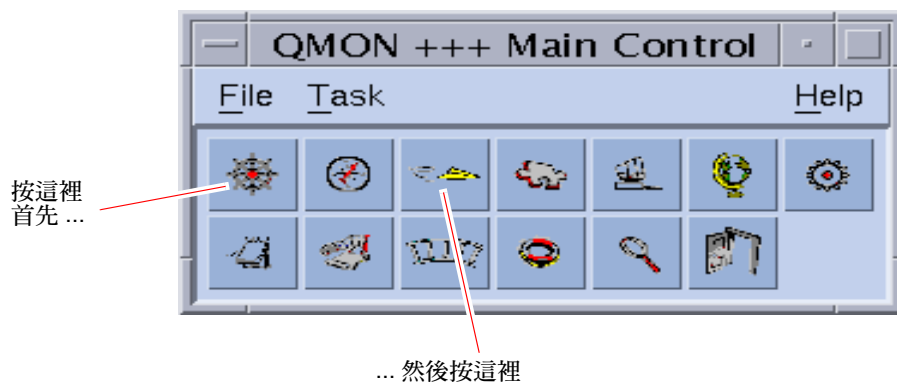 QMON +++ Main Control
File Task Help
按這裡
首先 ...
... 然後按這裡